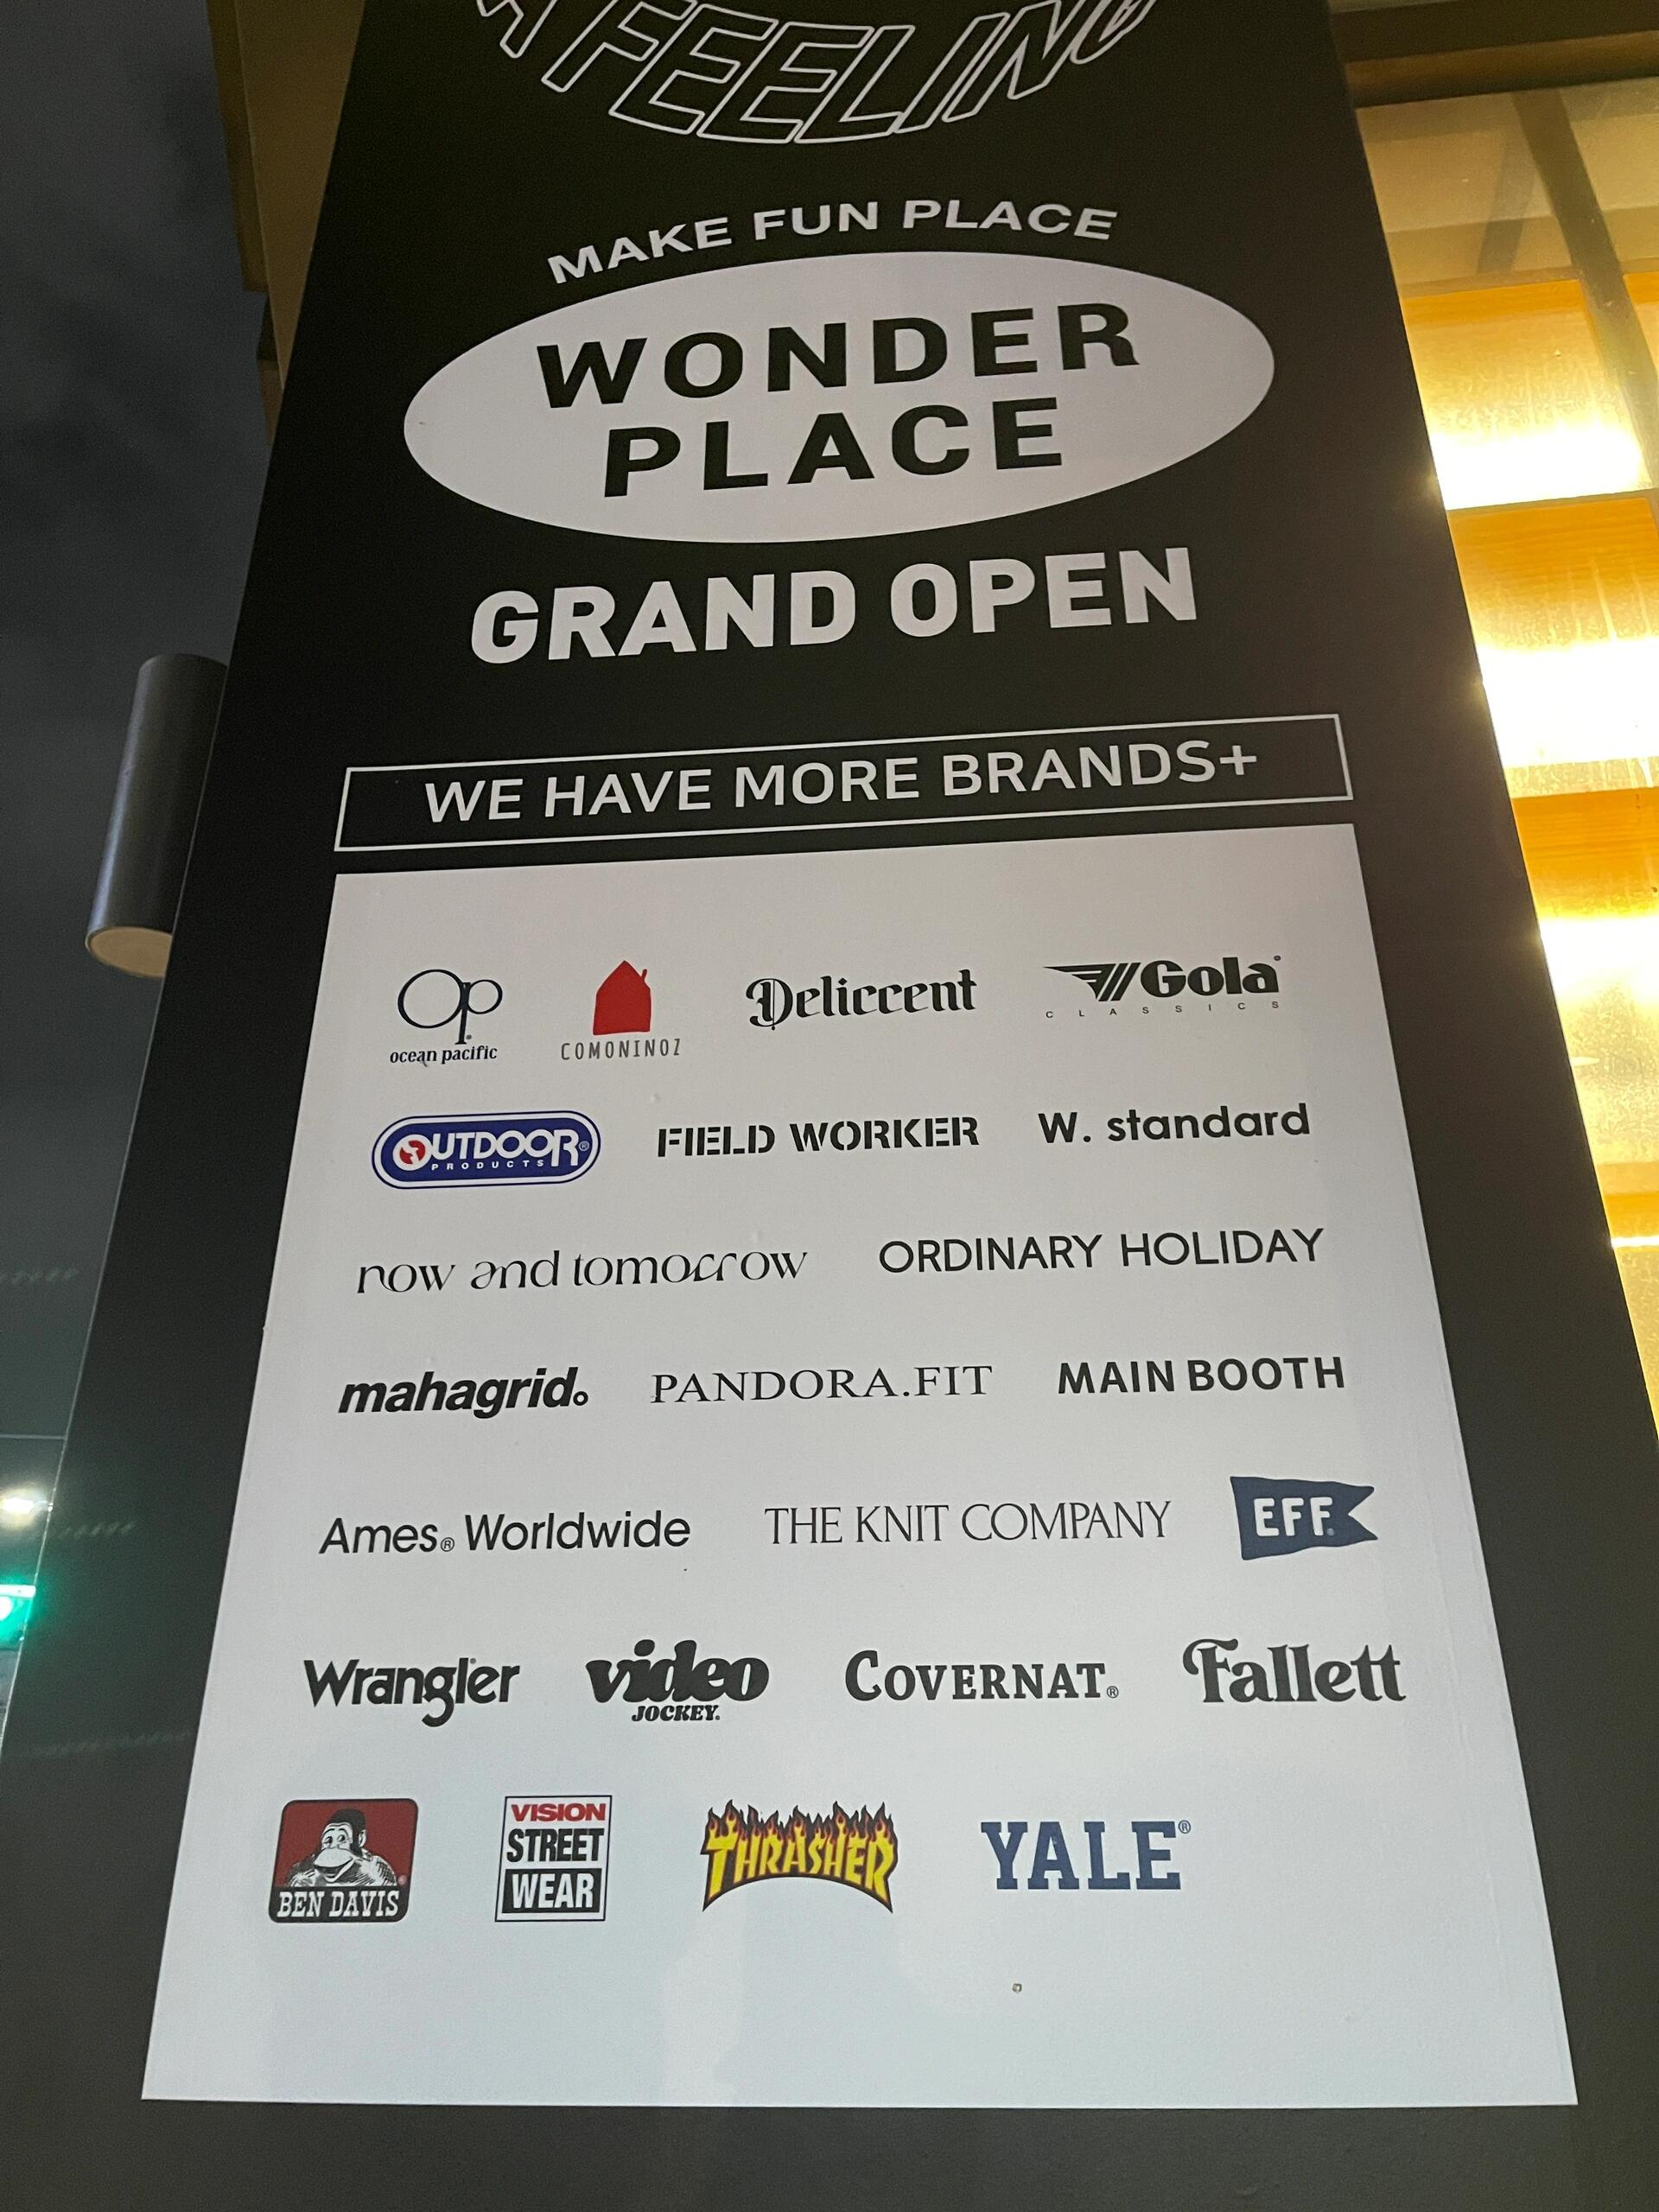 FEELING
MAKE FUN PLACE
WONDER
PLACE
GRAND OPEN
WE HAVE MORE BRANDS+
Op®
ocean pacific
COMONINOZ
Deliccent
Gola®
CLASSICS
OUTDOOR®
PRODUCTS
FIELD WORKER
W. standard
now and tomorrow
ORDINARY HOLIDAY
mahagrid
PANDORA.FIT
MAIN BOOTH
Ames® Worldwide
THE KNIT COMPANY
EFF.®
Wrangler
video
JOCKEY.
COVERNAT®
Fallett
BEN DAVIS®
VISION
STREET
WEAR
THRASHER
YALE®